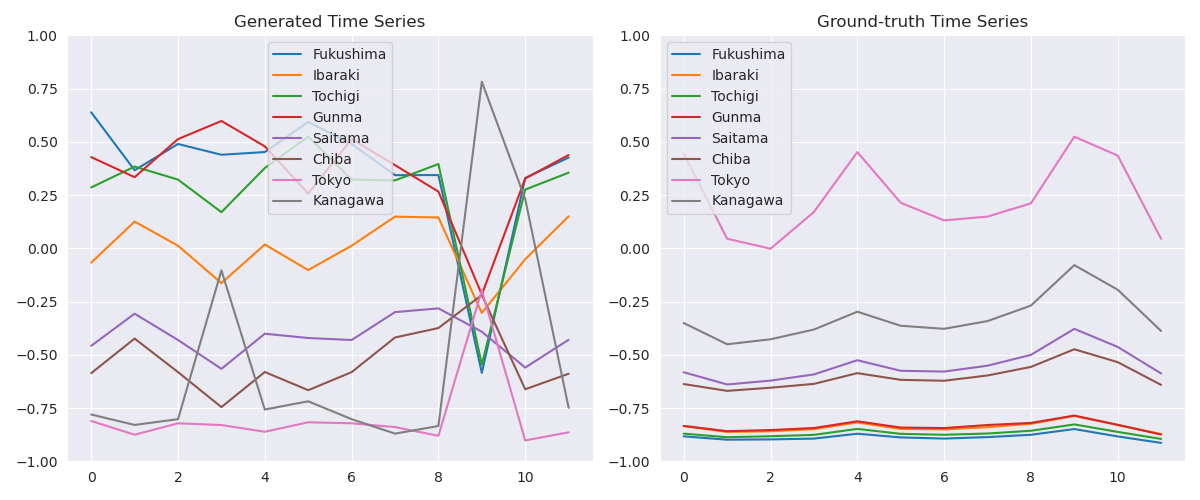 Generated Time Series
1.00
0.75
0.50
0.25
0.00
−0.25
−0.50
−0.75
−1.00
0
2
4
6
8
10
Fukushima
Ibaraki
Tochigi
Gunma
Saitama
Chiba
Tokyo
Kanagawa
Ground-truth Time Series
1.00
0.75
0.50
0.25
0.00
−0.25
−0.50
−0.75
−1.00
0
2
4
6
8
10
Fukushima
Ibaraki
Tochigi
Gunma
Saitama
Chiba
Tokyo
Kanagawa